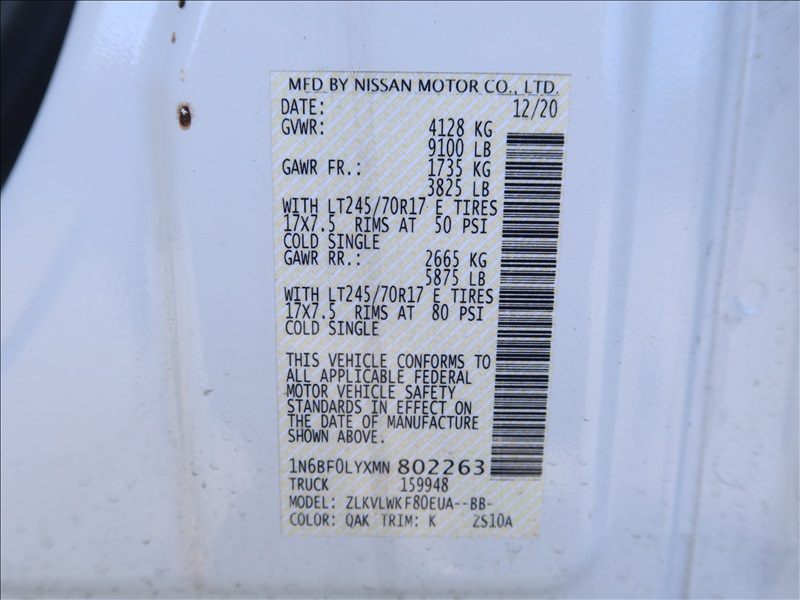 MFD BY NISSAN MOTOR CO., LTD.
DATE: 12/20
GVWR: 4128 KG
9100 LB
GAWR FR.: 1735 KG
3825 LB
WITH LT245/70R17 E TIRES
17X7.5 RIMS AT 50 PSI
COLD SINGLE
GAWR RR.: 2665 KG
5875 LB
WITH LT245/70R17 E TIRES
17X7.5 RIMS AT 80 PSI
COLD SINGLE
THIS VEHICLE CONFORMS TO
ALL APPLICABLE FEDERAL
MOTOR VEHICLE SAFETY
STANDARDS IN EFFECT ON
THE DATE OF MANUFACTURE
SHOWN ABOVE.
1N6BF0LYXMN 802263
TRUCK 159948
MODEL: ZLKVLWKF80EUA--BB-
COLOR: QAK TRIM: K ZS10A